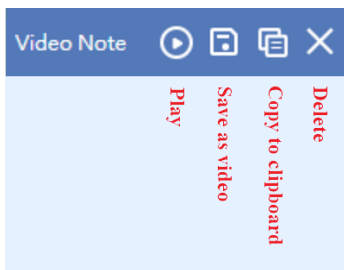 Video Note
Play
Save as video
Copy to clipboard
Delete